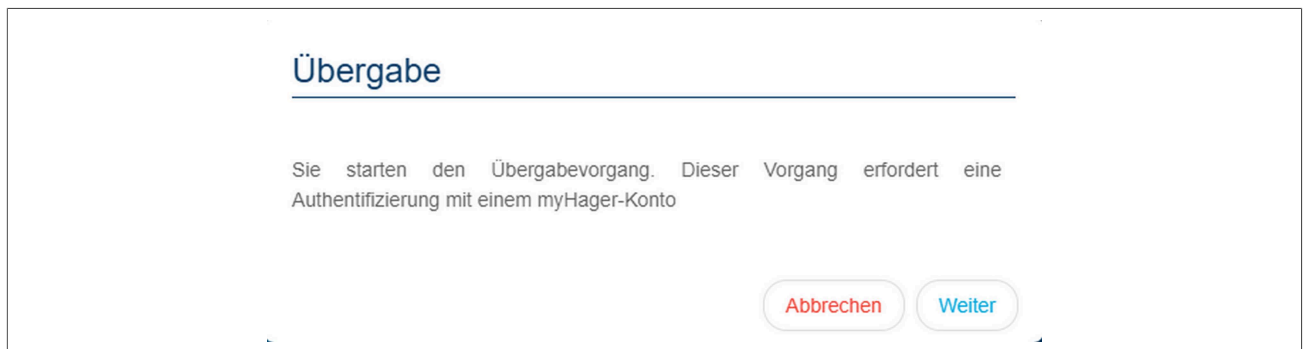 Übergabe
Sie starten den Übergabevorgang. Dieser Vorgang erfordert eine
Authentifizierung mit einem myHager-Konto
Abbrechen
Weiter